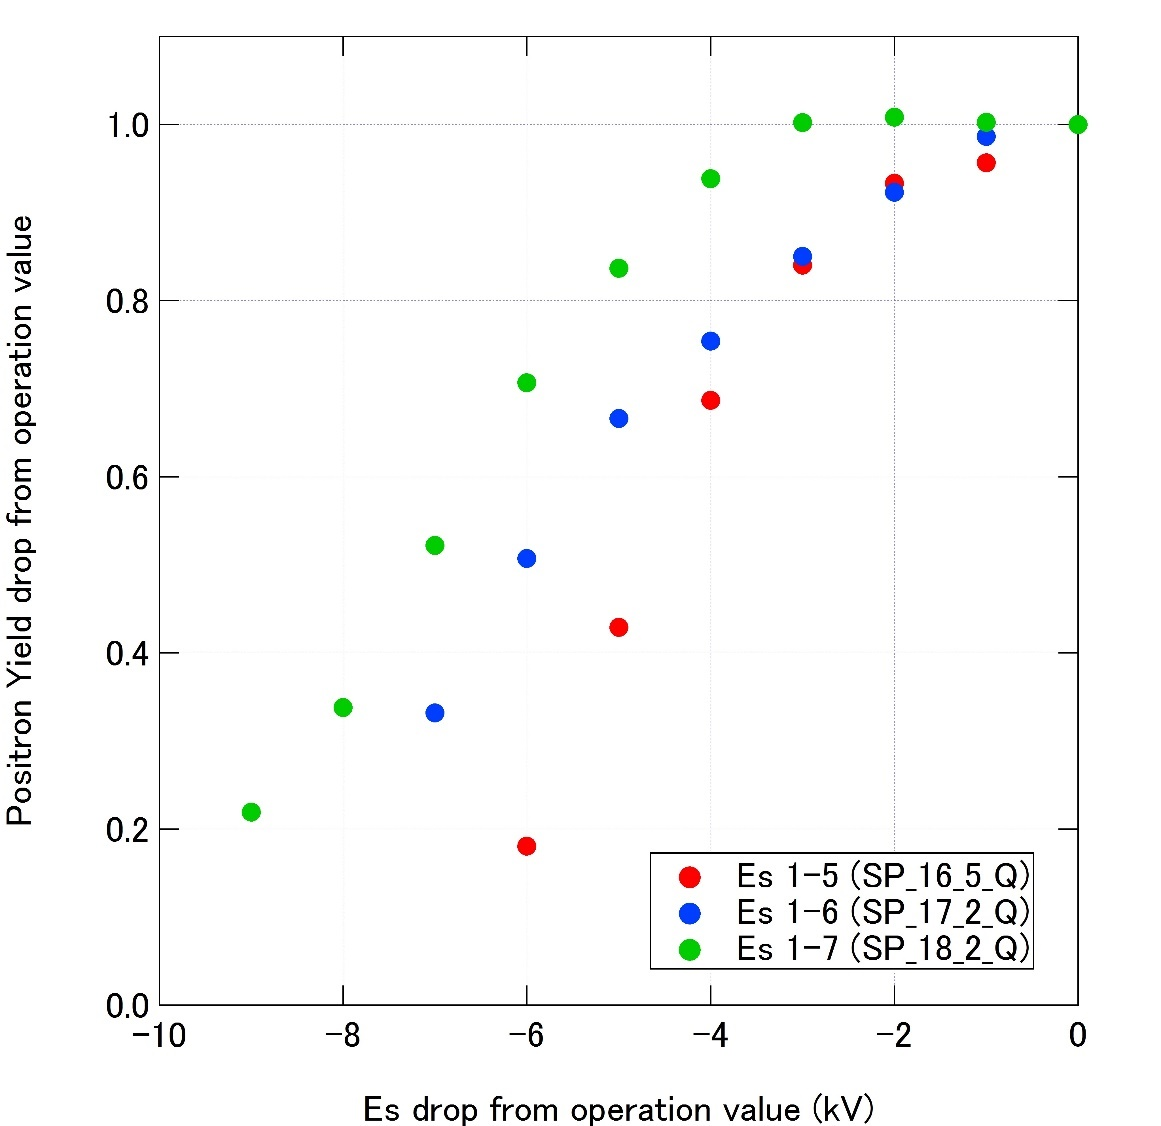 Positron Yield drop from operation value
1.0
0.8
0.6
0.4
0.2
0.0
Es 1-5 (SP_16_5_Q)
Es 1-6 (SP_17_2_Q)
Es 1-7 (SP_18_2_Q)
-10 -8 -6 -4 -2 0
Es drop from operation value (kV)